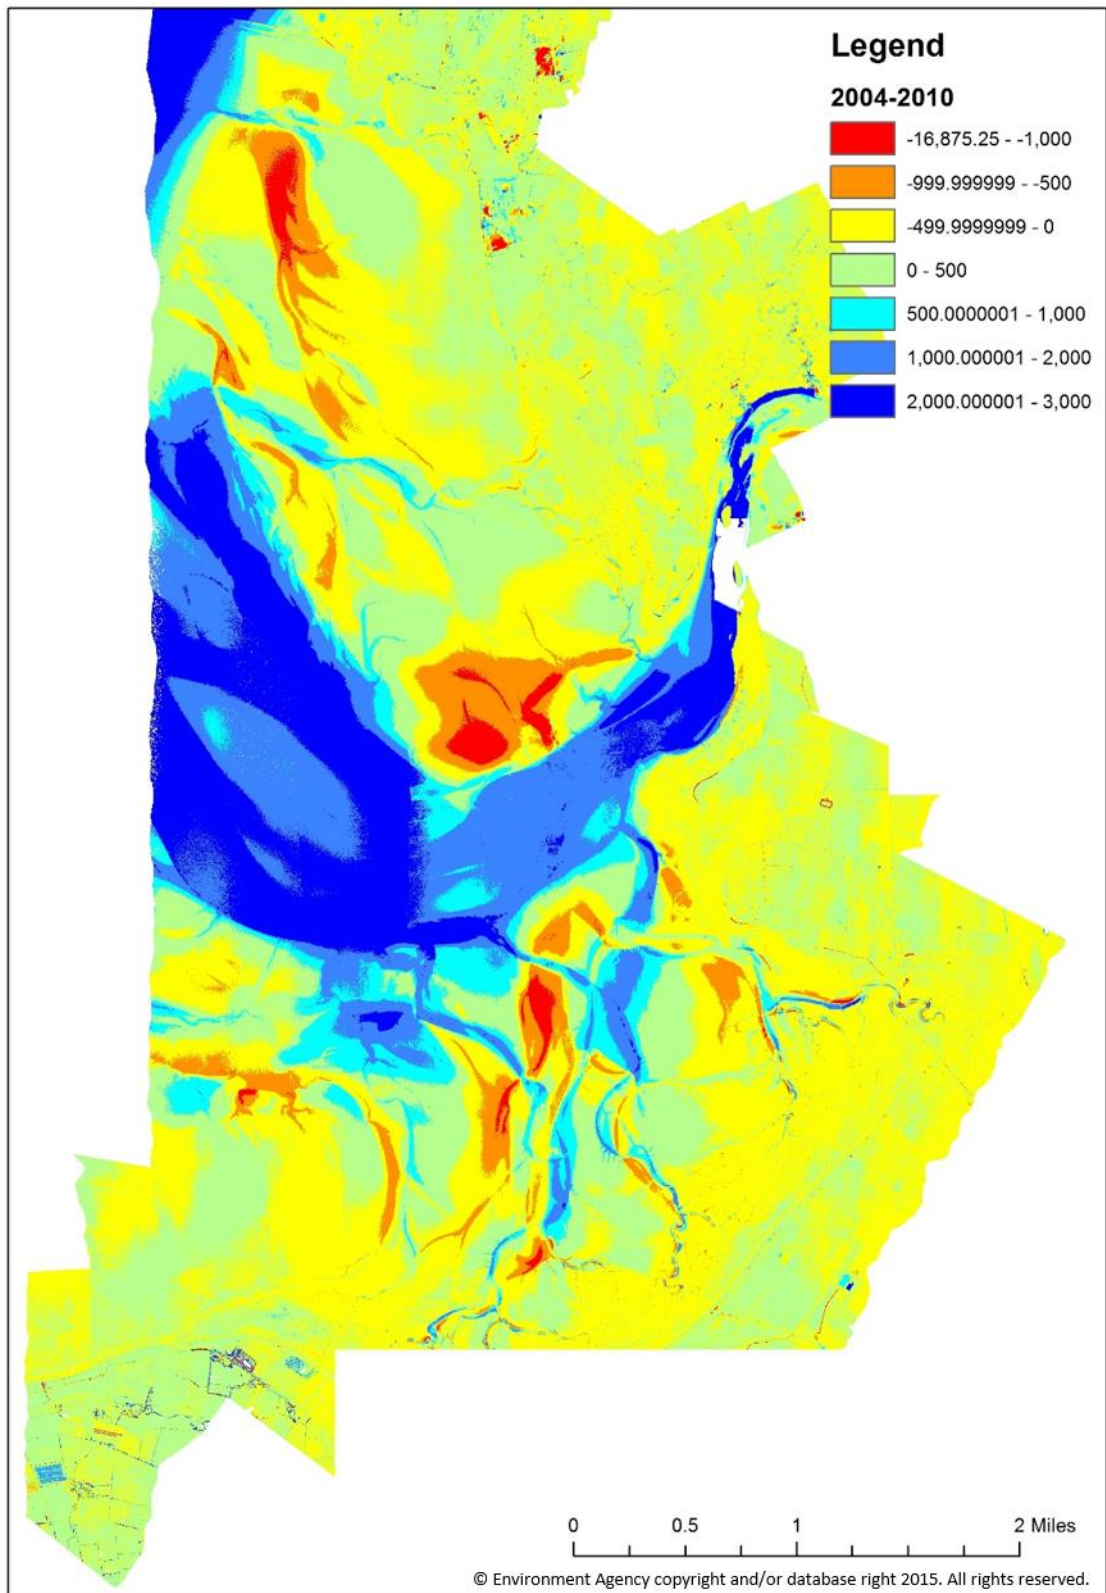 Legend
2004-2010
-16,875.25 - -1,000
-999.999999 - -500
-499.9999999 - 0
0 - 500
500.0000001 - 1,000
1,000.000001 - 2,000
2,000.000001 - 3,000
0 0.5 1 2 Miles
© Environment Agency copyright and/or database right 2015. All rights reserved.